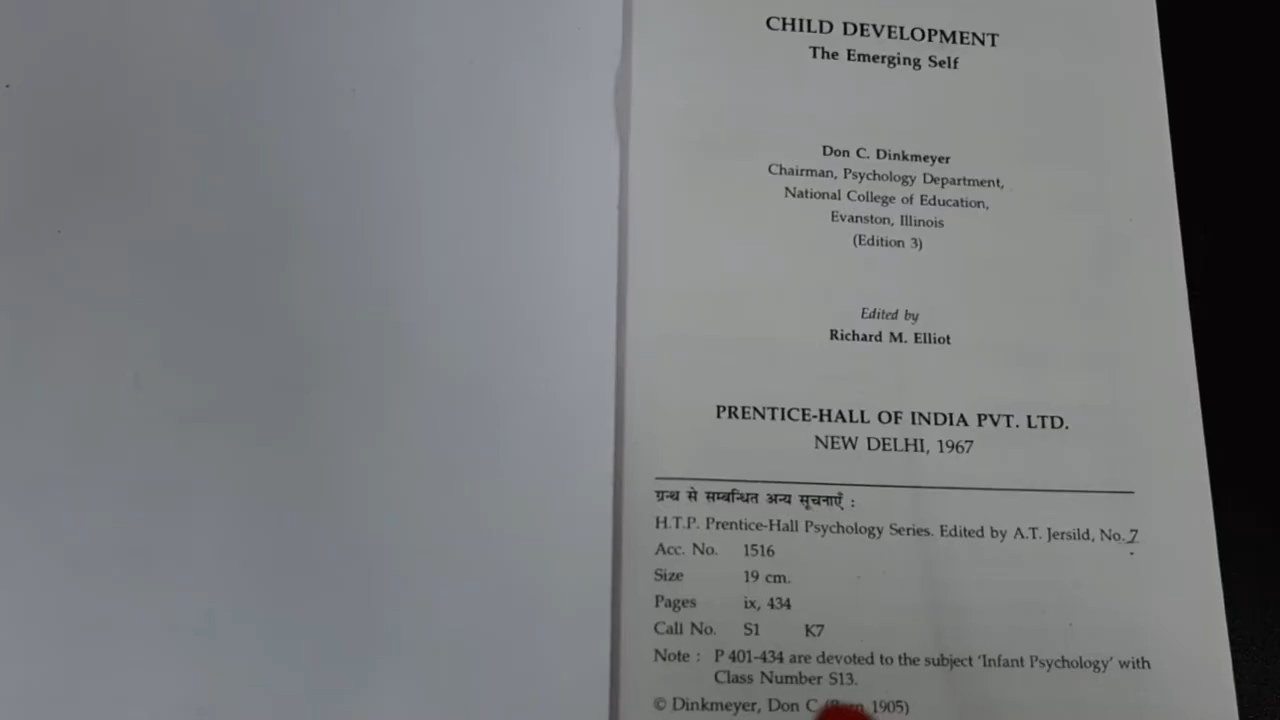 CHILD DEVELOPMENT
The Emerging Self
Don C. Dinkmeyer
Chairman, Psychology Department,
National College of Education,
Evanston, Illinois
(Edition 3)
Edited by
Richard M. Elliot
PRENTICE-HALL OF INDIA PVT. LTD.
NEW DELHI, 1967
ग्रन्थ से सम्बन्धित अन्य सूचनाएँ :
H.T.P. Prentice-Hall Psychology Series. Edited by A.T. Jersild, No. 7
Acc. No. 1516
Size 19 cm.
Pages ix, 434
Call No. S1 K7
Note : P 401-434 are devoted to the subject 'Infant Psychology' with
Class Number S13.
© Dinkmeyer, Don C 1905)